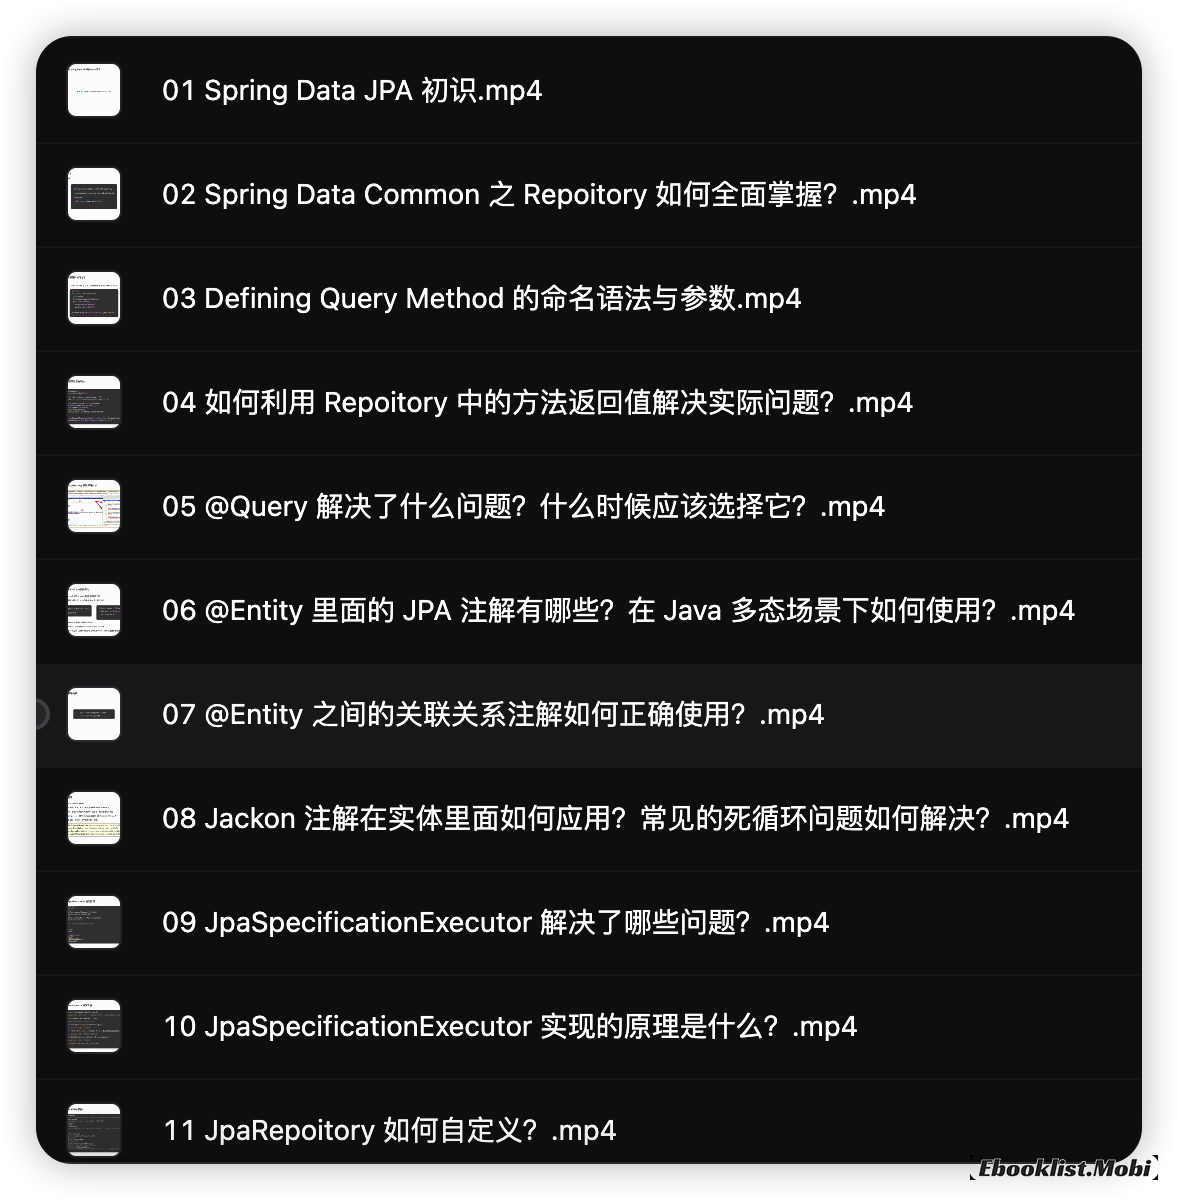 01 Spring Data JPA 初识.mp4
02 Spring Data Common 之 Repoitory 如何全面掌握？.mp4
03 Defining Query Method 的命名语法与参数.mp4
04 如何利用 Repoitory 中的方法返回值解决实际问题？.mp4
05 @Query 解决了什么问题？什么时候应该选择它？.mp4
06 @Entity 里面的 JPA 注解有哪些？在 Java 多态场景下如何使用？.mp4
07 @Entity 之间的关联关系注解如何正确使用？.mp4
08 Jackon 注解在实体里面如何应用？常见的死循环问题如何解决？.mp4
09 JpaSpecificationExecutor 解决了哪些问题？.mp4
10 JpaSpecificationExecutor 实现的原理是什么？.mp4
11 JpaRepoitory 如何自定义？.mp4
Ebooklist.Mobi